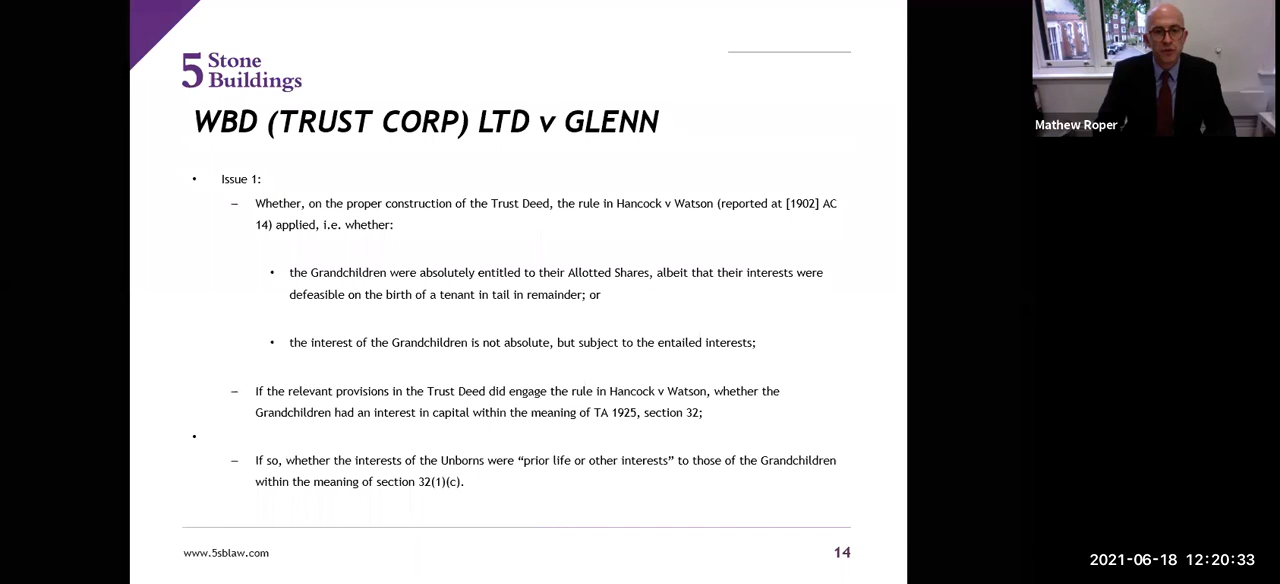 5 Stone
Buildings
WBD (TRUST CORP) LTD v GLENN
• Issue 1:
– Whether, on the proper construction of the Trust Deed, the rule in Hancock v Watson (reported at [1902] AC
14) applied, i.e. whether:
• the Grandchildren were absolutely entitled to their Allotted Shares, albeit that their interests were
defeasible on the birth of a tenant in tail in remainder; or
• the interest of the Grandchildren is not absolute, but subject to the entailed interests;
– If the relevant provisions in the Trust Deed did engage the rule in Hancock v Watson, whether the
Grandchildren had an interest in capital within the meaning of TA 1925, section 32;
•
– If so, whether the interests of the Unborns were “prior life or other interests” to those of the Grandchildren
within the meaning of section 32(1)(c).
www.5sblaw.com
14
Mathew Roper
2021-06-18 12:20:33